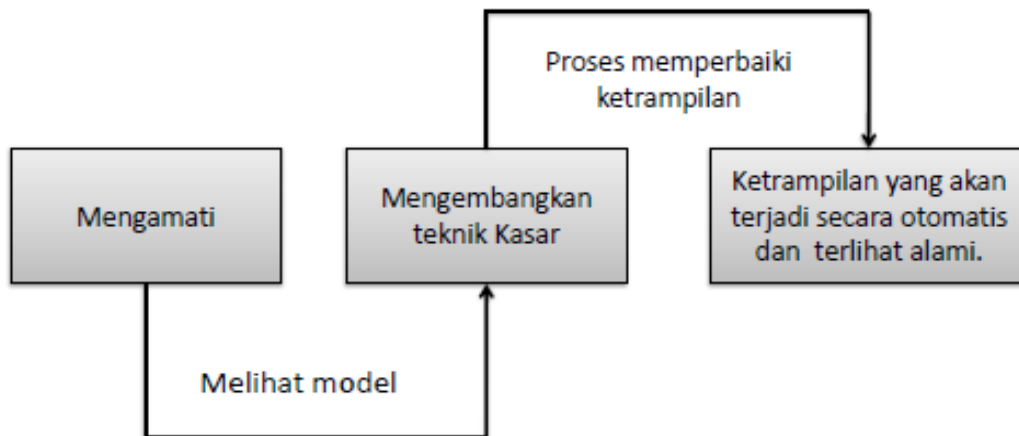 Proses memperbaiki
ketrampilan
Mengamati
Mengembangkan
teknik Kasar
Ketrampilan yang akan
terjadi secara otomatis
dan terlihat alami.
Melihat model